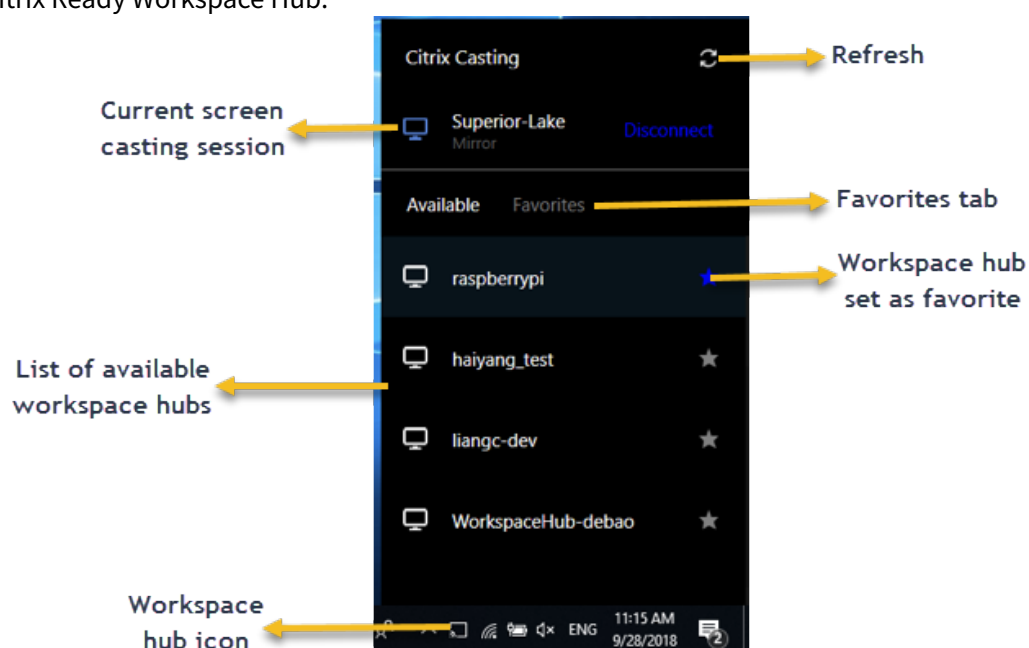 Citrix Ready Workspace Hub.
Citrix Casting
Refresh
Current screen
casting session
Superior-Lake
Mirror
Disconnect
Available Favorites
Favorites tab
raspberrypi
Workspace hub
set as favorite
haiyang_test
List of available
workspace hubs
liangc-dev
WorkspaceHub-debao
Workspace
hub icon
ENG
11:15 AM
9/28/2018
2